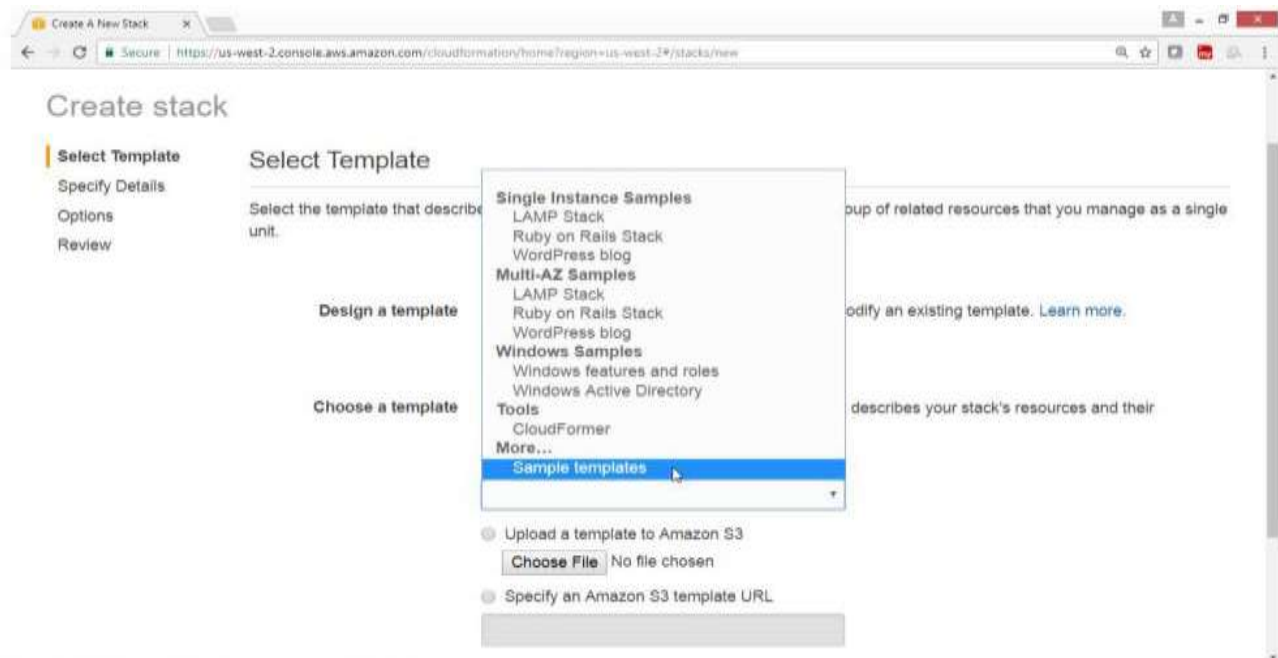 Create A New Stack
Secure https://us-west-2.console.aws.amazon.com/cloudformation/home?region=us-west-2#/stacks/new
Create stack
Select Template
Specify Details
Options
Review
Select Template
Select the template that describe
oup of related resources that you manage as a single
unit.
Design a template
odify an existing template. Learn more.
Choose a template
describes your stack's resources and their
Single Instance Samples
LAMP Stack
Ruby on Rails Stack
WordPress blog
Multi-AZ Samples
LAMP Stack
Ruby on Rails Stack
WordPress blog
Windows Samples
Windows features and roles
Windows Active Directory
Tools
CloudFormer
More...
Sample templates
Upload a template to Amazon S3
Choose File No file chosen
Specify an Amazon S3 template URL